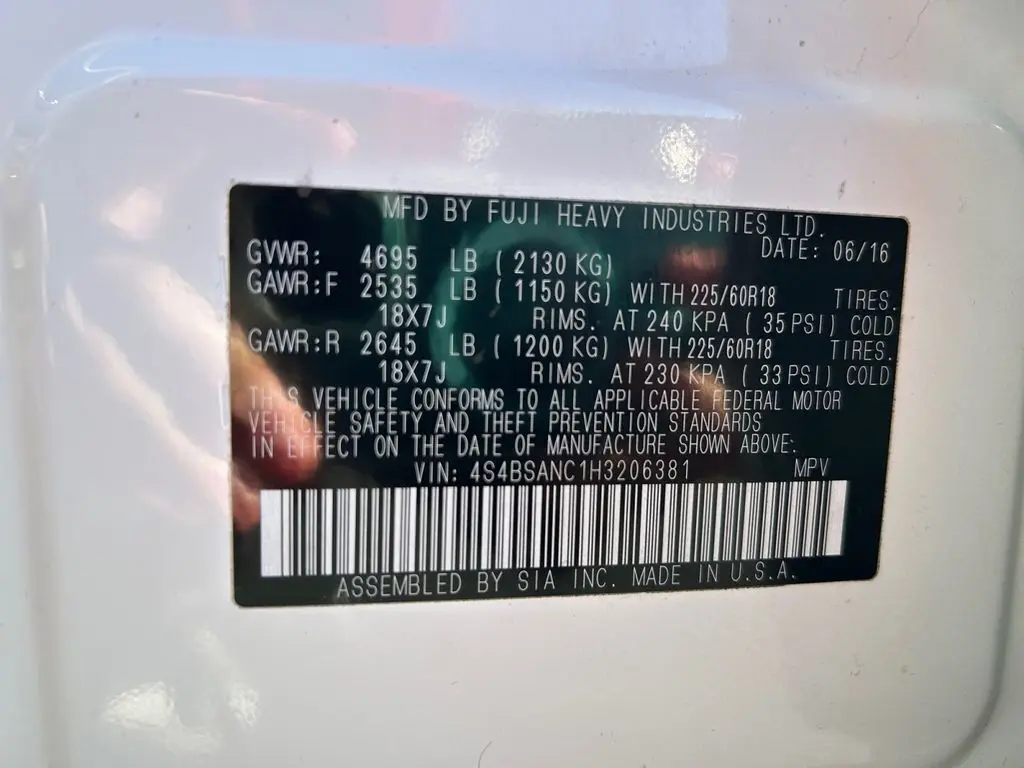 MFD BY FUJI HEAVY INDUSTRIES LTD.
DATE: 06/16
GVWR: 4695 LB ( 2130 KG)
GAWR:F 2535 LB ( 1150 KG) WITH 225/60R18 TIRES.
18X7J RIMS. AT 240 KPA ( 35 PSI) COLD
GAWR:R 2645 LB ( 1200 KG) WITH 225/60R18 TIRES.
18X7J RIMS. AT 230 KPA ( 33 PSI) COLD
THIS VEHICLE CONFORMS TO ALL APPLICABLE FEDERAL MOTOR
VEHICLE SAFETY AND THEFT PREVENTION STANDARDS
IN EFFECT ON THE DATE OF MANUFACTURE SHOWN ABOVE:
VIN: 4S4BSANC1H3206381 MPV
ASSEMBLED BY SIA INC. MADE IN U.S.A.